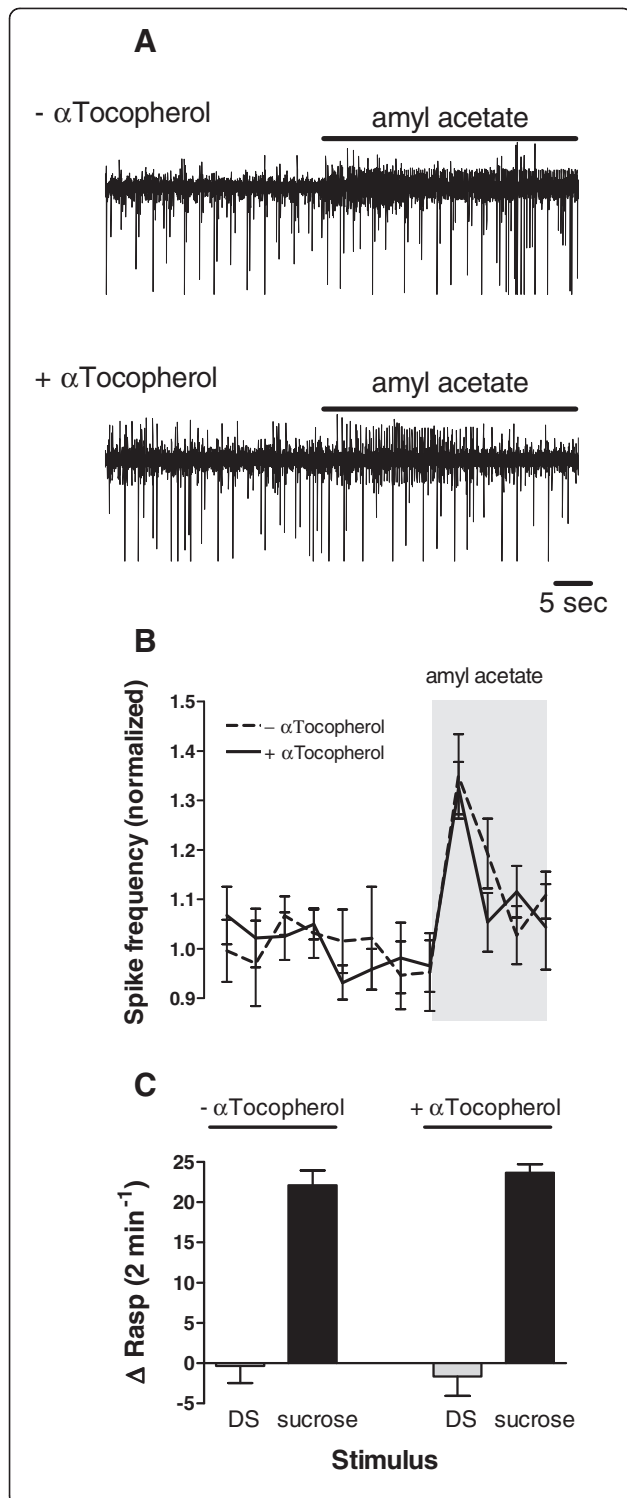 A
- αTocopherol
amyl acetate
+ αTocopherol
amyl acetate
5 sec
B
amyl acetate
Spike frequency (normalized)
1.5
1.4
1.3
1.2
1.1
1.0
0.9
– αTocopherol
+ αTocopherol
C
- αTocopherol
+ αTocopherol
Δ Rasp (2 min⁻¹)
25
20
15
10
5
0
-5
DS sucrose DS sucrose
Stimulus